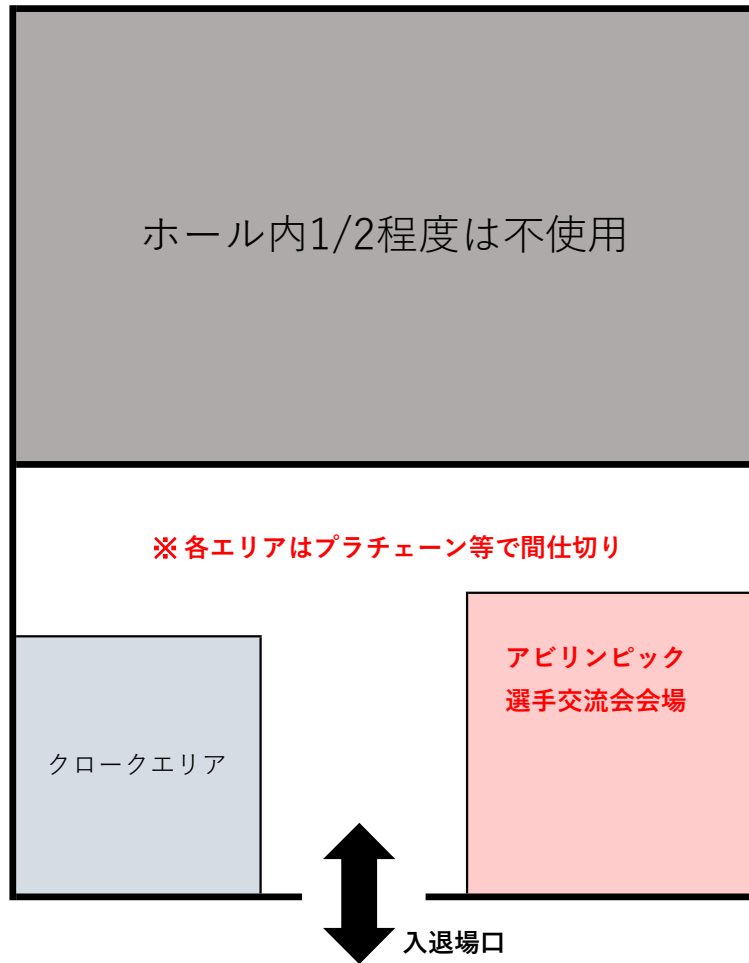 ホール内1/2程度は不使用
※ 各エリアはプラチェーン等で間仕切り
アビリンピック
選手交流会会場
クロークエリア
入退場口